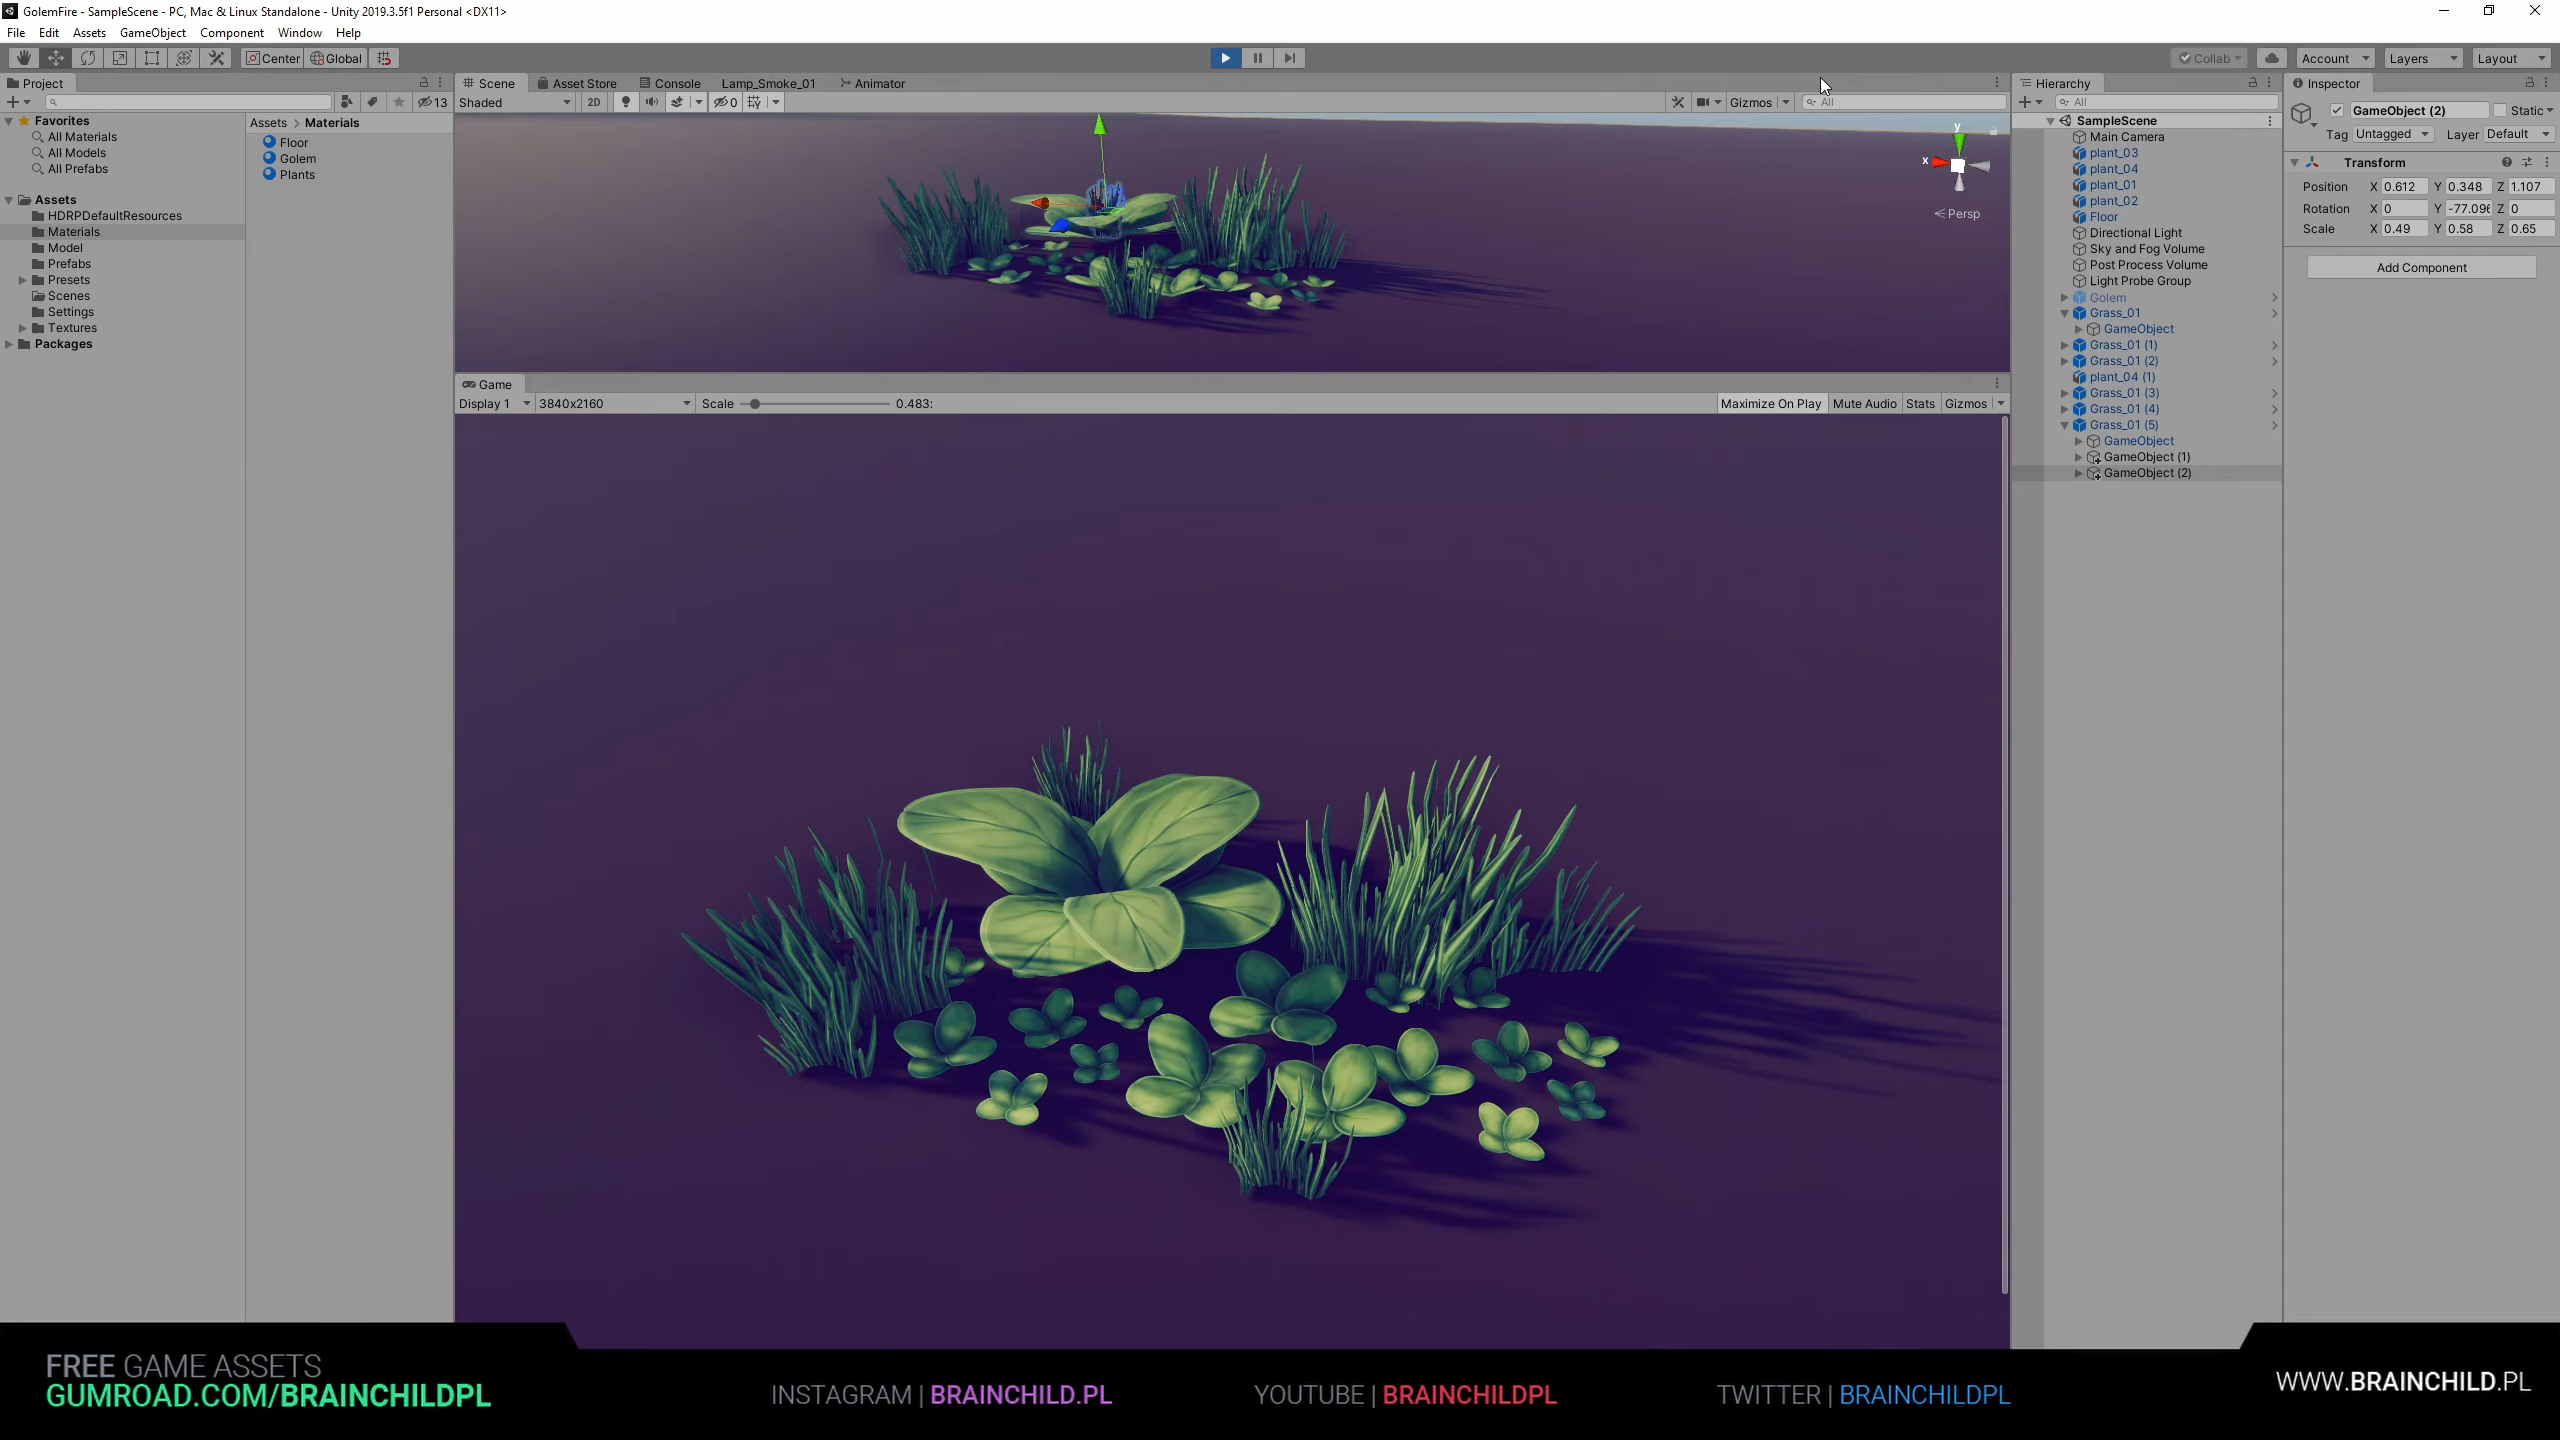 GolemFire - SampleScene - PC, Mac & Linux Standalone - Unity 2019.3.5f1 Personal <DX11>
File Edit Assets GameObject Component Window Help
Center Global Collab Account Layers Layout
Project
13
Favorites
All Materials
All Models
All Prefabs
Assets
HDRPDefaultResources
Materials
Model
Prefabs
Presets
Scenes
Settings
Textures
Packages
Assets Materials
Floor
Golem
Plants
Scene Asset Store Console Lamp_Smoke_01 Animator
Shaded 2D 0 Gizmos All
y
x
Persp
Game
Display 1 3840x2160 Scale 0.483: Maximize On Play Mute Audio Stats Gizmos
Hierarchy
All
SampleScene
Main Camera
plant_03
plant_04
plant_01
plant_02
Floor
Directional Light
Sky and Fog Volume
Post Process Volume
Light Probe Group
Golem
Grass_01
GameObject
Grass_01 (1)
Grass_01 (2)
plant_04 (1)
Grass_01 (3)
Grass_01 (4)
Grass_01 (5)
GameObject
GameObject (1)
GameObject (2)
Inspector
GameObject (2) Static
Tag Untagged Layer Default
Transform
Position X 0.612 Y 0.348 Z 1.107
Rotation X 0 Y -77.096 Z 0
Scale X 0.49 Y 0.58 Z 0.65
Add Component
FREE GAME ASSETS
GUMROAD.COM/BRAINCHILDPL
INSTAGRAM | BRAINCHILD.PL
YOUTUBE | BRAINCHILDPL
TWITTER | BRAINCHILDPL
WWW.BRAINCHILD.PL